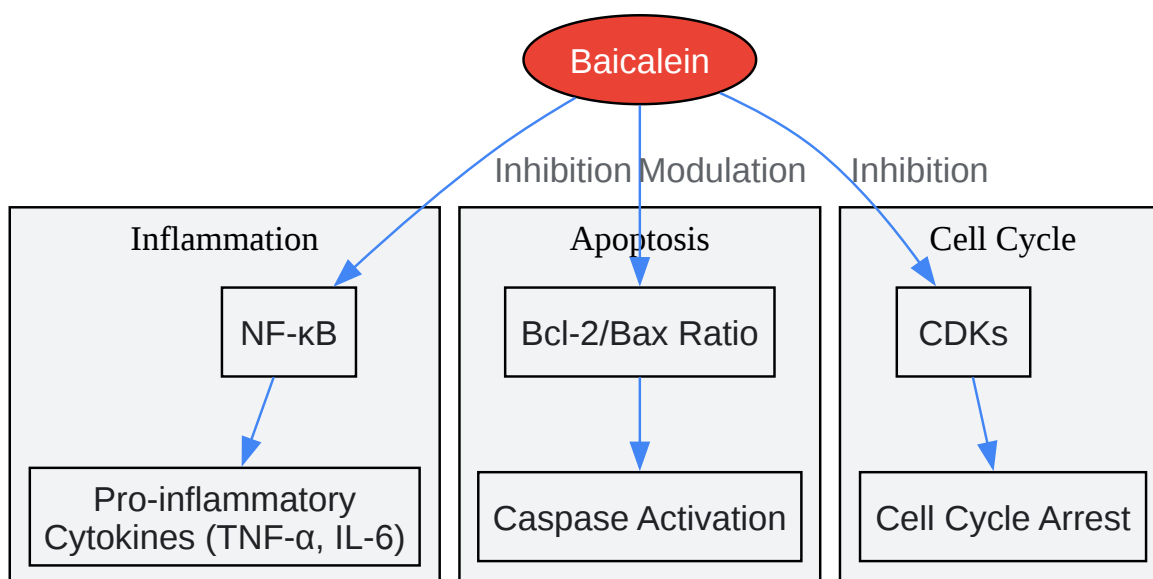 Baicalein
Inhibition Modulation Inhibition
Inflammation
Apoptosis
Cell Cycle
NF-κB
Bcl-2/Bax Ratio
CDKs
Pro-inflammatory
Cytokines (TNF-α, IL-6)
Caspase Activation
Cell Cycle Arrest